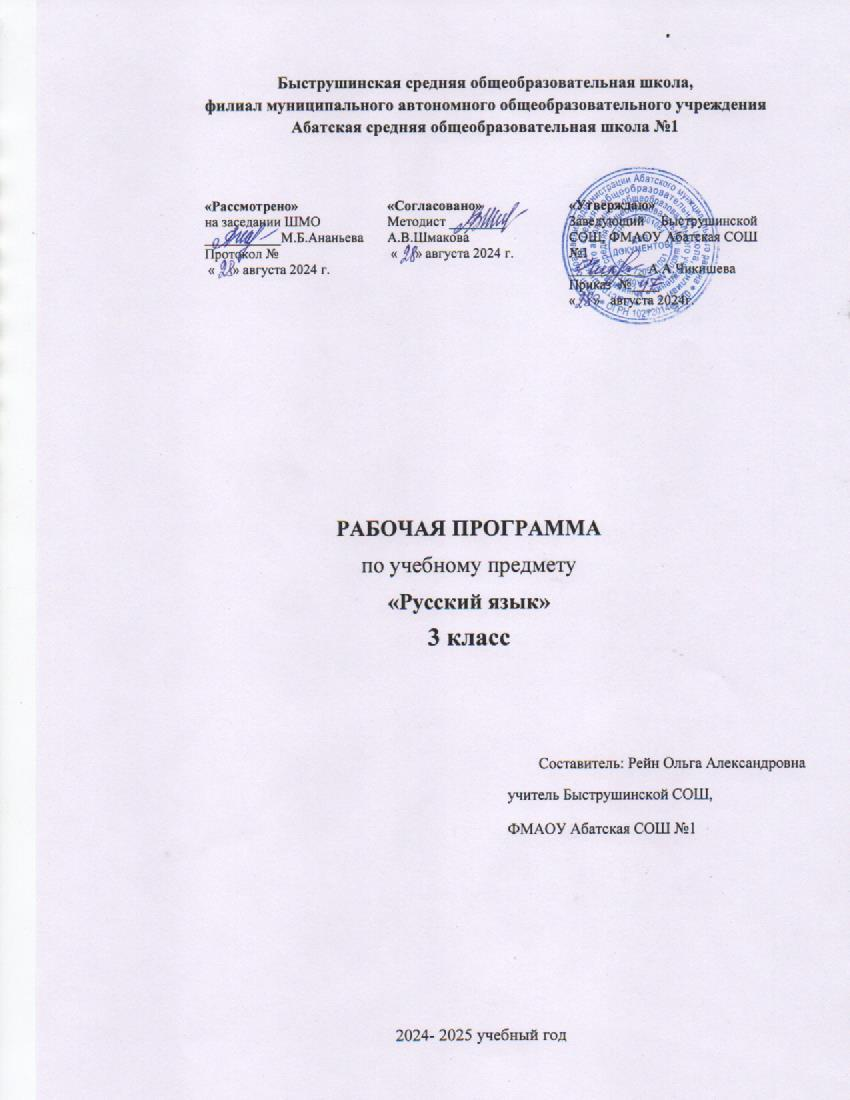 Быструшинская средняя общеобразовательная школа,
филиал муниципального автономного общеобразовательного учреждения
Абатская средняя общеобразовательная школа №1
«Рассмотрено»
на заседании ШМО
М.Б.Ананьева
Протокол №
« 28» августа 2024 г.
«Согласовано»
Методист
А.В.Шмакова
« 28» августа 2024 г.
«Утверждаю»
Заведующий Быструшинской
СОШ, ФМАОУ Абатская СОШ
№1
А.А.Чикишева
Приказ №
« » августа 2024г.
ДОКУМЕНТОВ
РАБОЧАЯ ПРОГРАММА
по учебному предмету
«Русский язык»
3 класс
Составитель: Рейн Ольга Александровна
учитель Быструшинской СОШ,
ФМАОУ Абатская СОШ №1
2024- 2025 учебный год